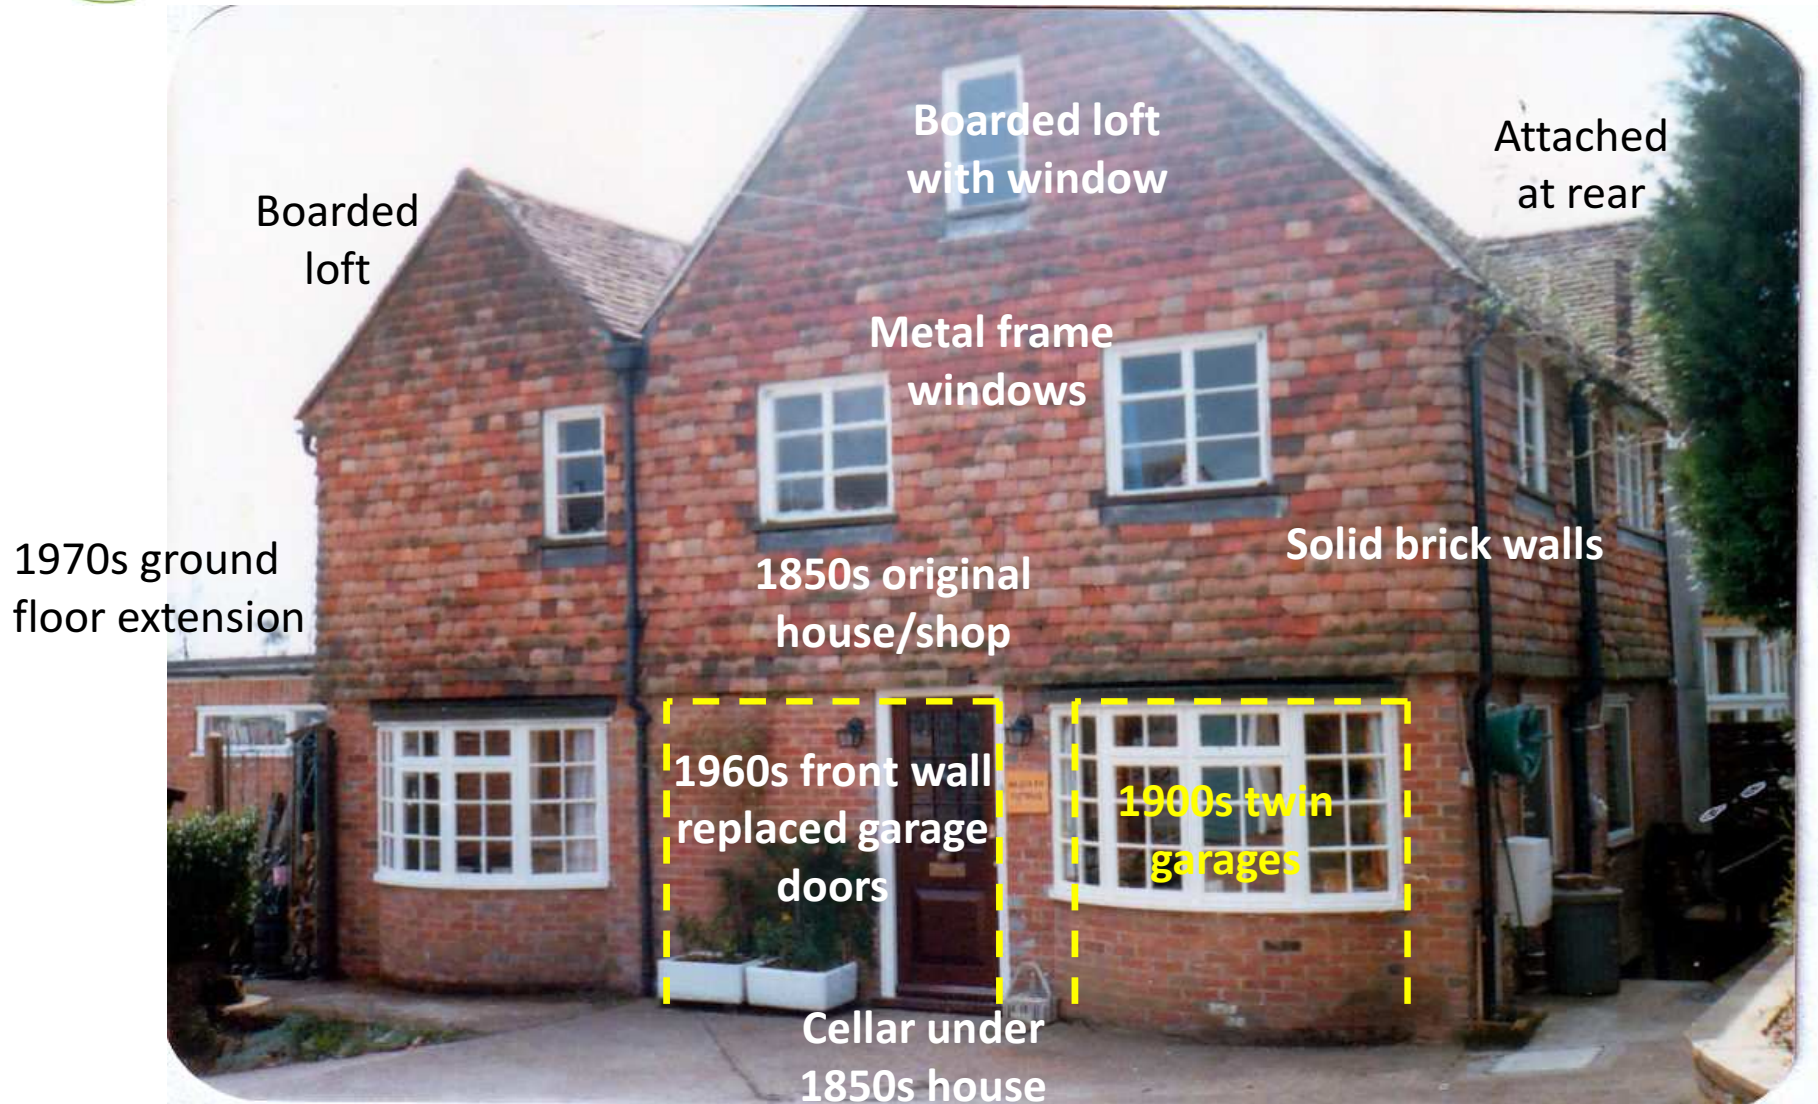 Boarded loft
with window
Attached
at rear
Boarded
loft
Metal frame
windows
Solid brick walls
1970s ground
floor extension
1850s original
house/shop
1960s front wall
replaced garage
doors
1900s twin
garages
Cellar under
1850s house